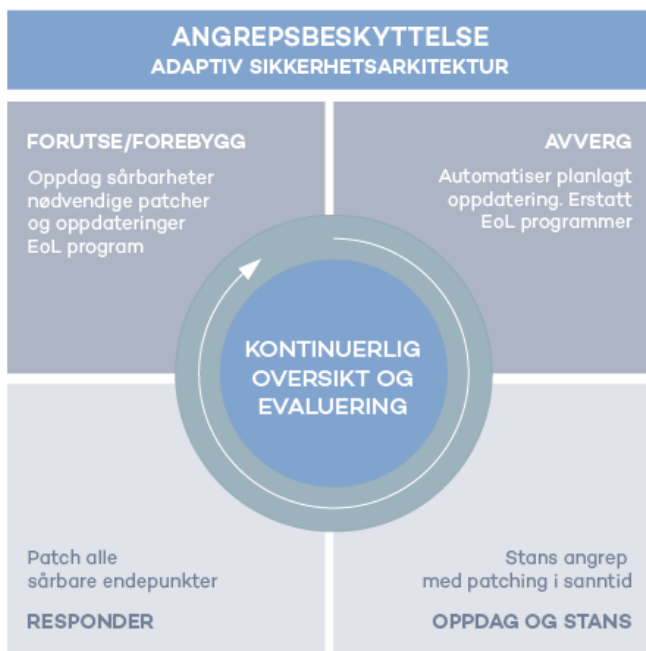 ANGREPSBESKYTTELSE
ADAPTIV SIKKERHETSARKITEKTUR
FORUTSE/FOREBYGG
Oppdag sårbarheter
nødvendige patcher
og oppdateringer
EoL program
AVVERG
Automatiser planlagt
oppdatering. Erstatt
EoL programmer
KONTINUERLIG
OVERSIKT OG
EVALUERING
Patch alle
sårbare endepunkter
RESPONDER
Stans angrep
med patching i sanntid
OPPDAG OG STANS